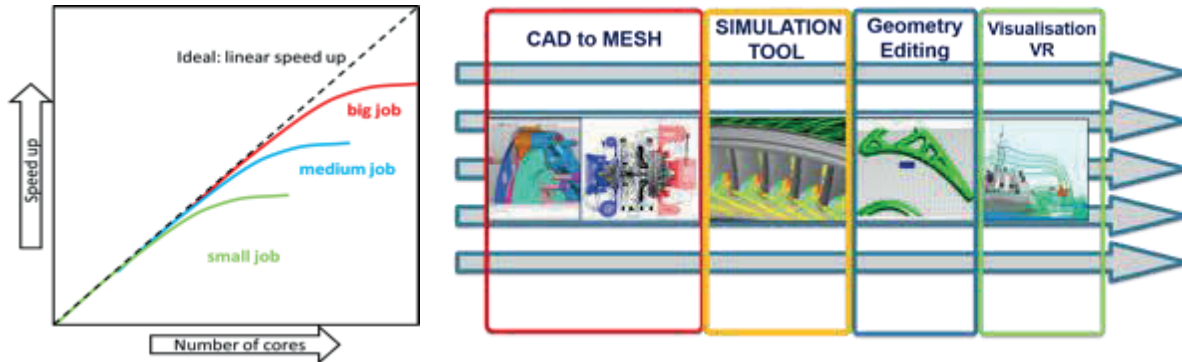 Ideal: linear speed up
big job
medium job
small job
Speed up
Number of cores
CAD to MESH
SIMULATION
TOOL
Geometry
Editing
Visualisation
VR